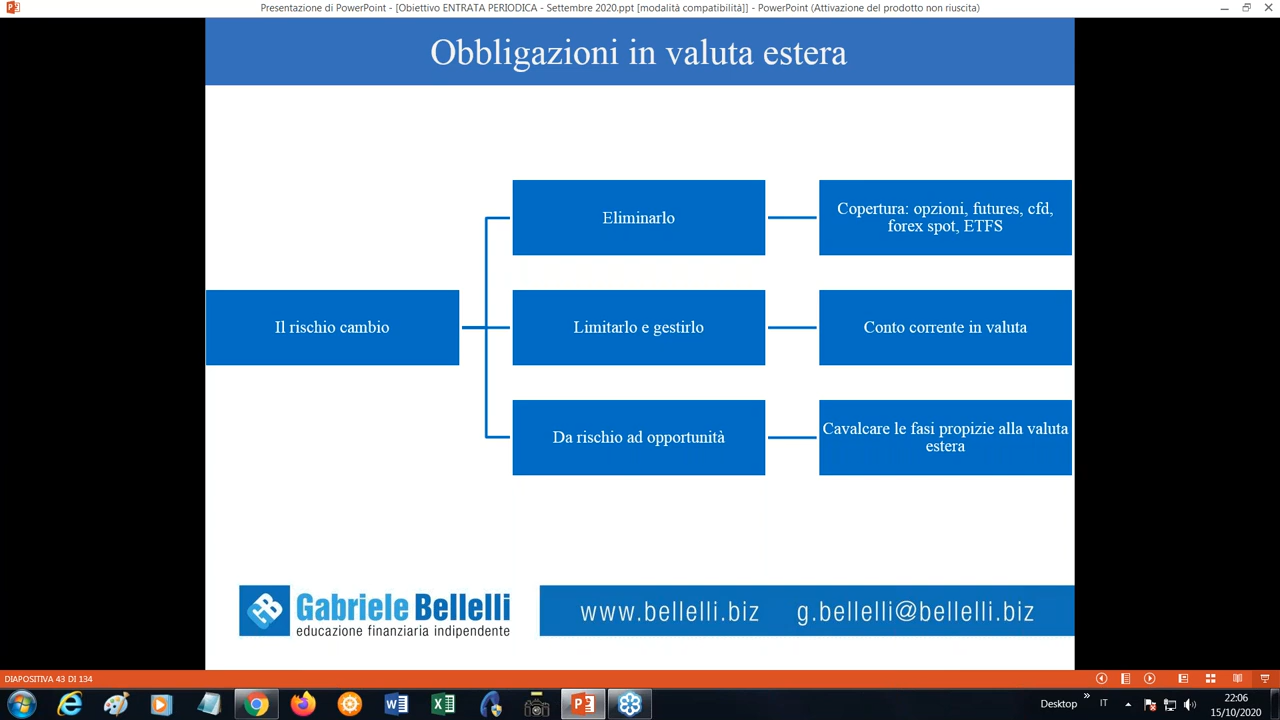 Presentazione di PowerPoint - [Obiettivo ENTRATA PERIODICA - Settembre 2020.ppt [modalità compatibilità]] - PowerPoint (Attivazione del prodotto non riuscita)
Obbligazioni in valuta estera
Il rischio cambio
Eliminarlo
Copertura: opzioni, futures, cfd,
forex spot, ETFS
Limitarlo e gestirlo
Conto corrente in valuta
Da rischio ad opportunità
Cavalcare le fasi propizie alla valuta
estera
Gabriele Bellelli
educazione finanziaria indipendente
www.bellelli.biz g.bellelli@bellelli.biz
DIAPOSITIVA 43 DI 134
Desktop
»
IT
22:06
15/10/2020